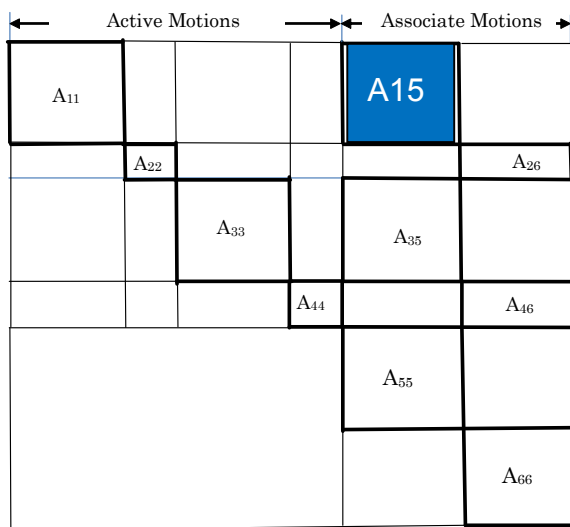 Active Motions Associate Motions
A₁₁ A15
A₂₂ A₂₆
A₃₃ A₃₅
A₄₄ A₄₆
A₅₅
A₆₆